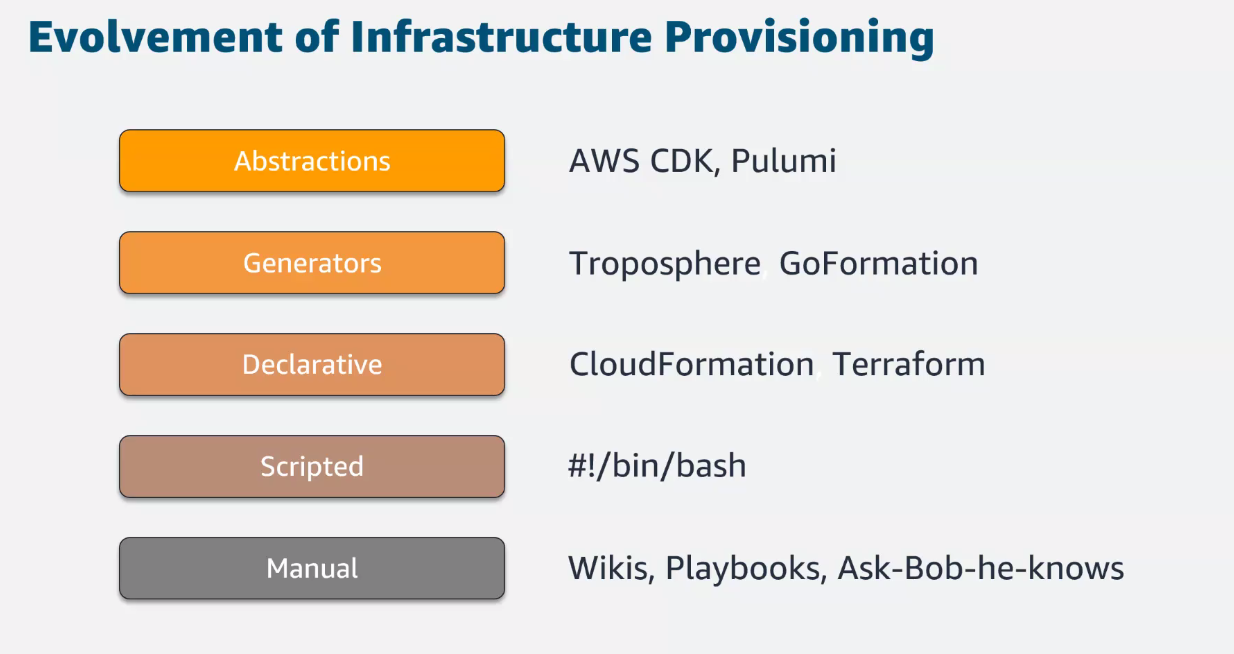 Evolvement of Infrastructure Provisioning
Abstractions
AWS CDK, Pulumi
Generators
Troposphere, GoFormation
Declarative
CloudFormation, Terraform
Scripted
#!/bin/bash
Manual
Wikis, Playbooks, Ask-Bob-he-knows